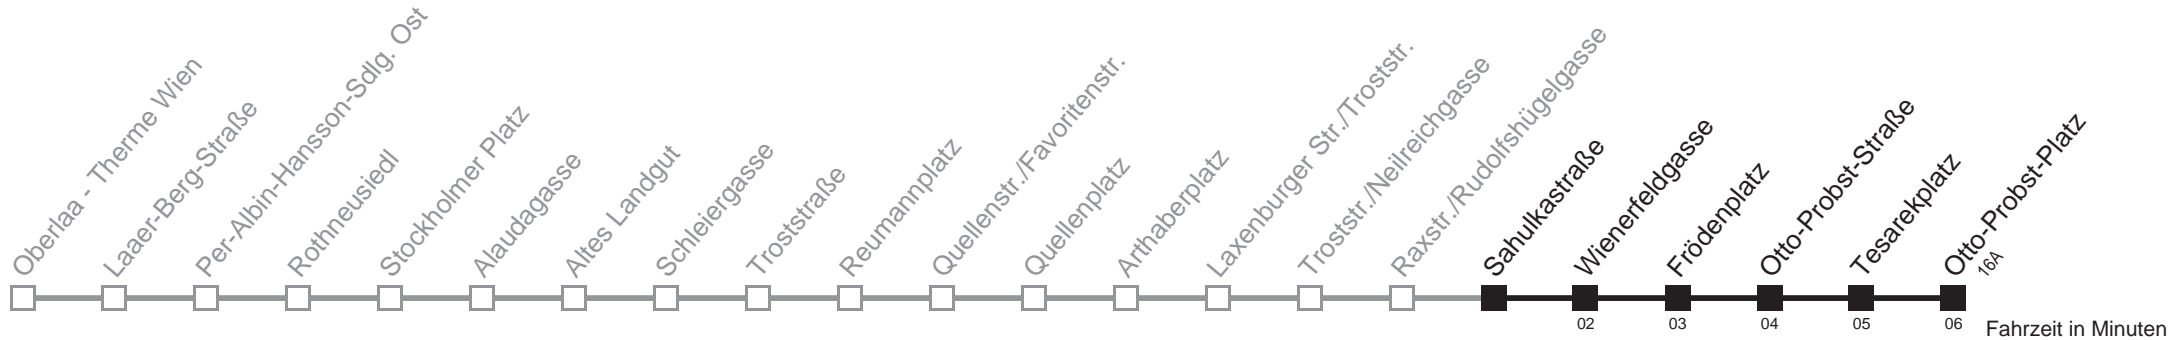 Oberlaa - Therme Wien
Laaer-Berg-Straße
Per-Albin-Hansson-Sdlg. Ost
Rothneusiedl
Stockholmer Platz
Alaudagasse
Altes Landgut
Schleiergasse
Troststraße
Reumannplatz
Quellenstr./Favoritenstr.
Quellenplatz
Arthaberplatz
Laxenburger Str./Troststr.
Troststr./Neilreichgasse
Raxstr./Rudolfshügelgasse
Sahulkastraße
Wienerfeldgasse
Frödenplatz
Otto-Probst-Straße
Tesarekplatz
Otto-Probst-Platz
16A
02 03 04 05 06
Fahrzeit in Minuten